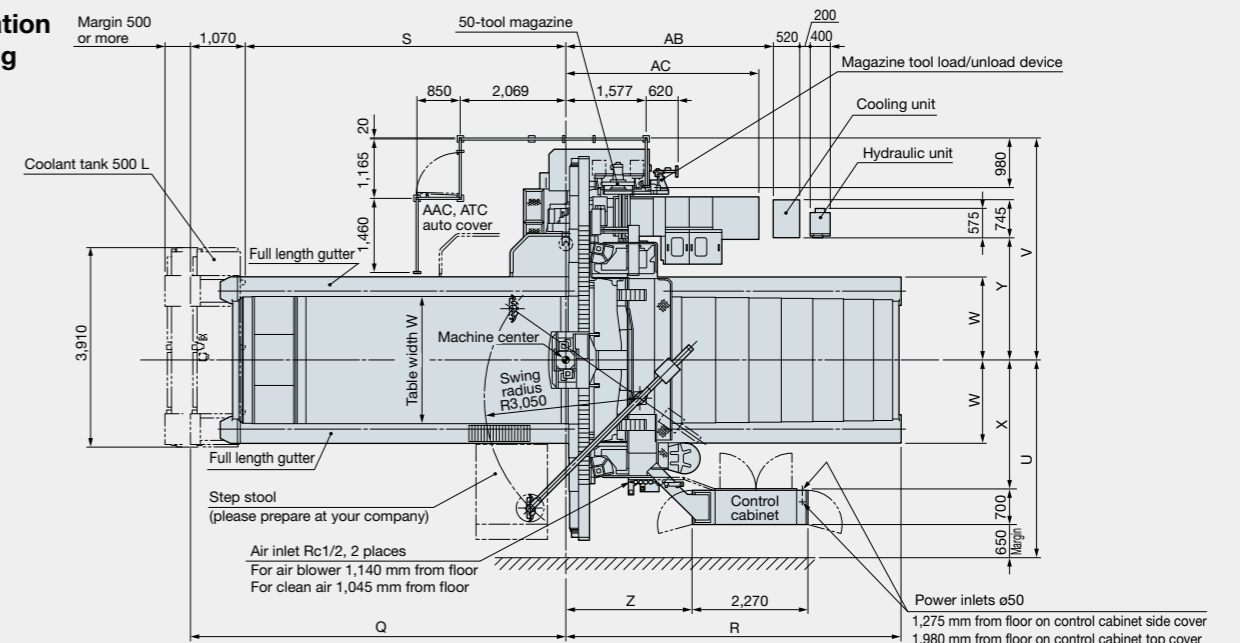 Margin 500
or more
1,070
S
50-tool magazine
AB
200
520
400
AC
Magazine tool load/unload device
850
2,069
1,577
620
Cooling unit
Hydraulic unit
20
1,165
1,460
Coolant tank 500 L
AAC, ATC
auto cover
Full length gutter
980
745
575
V
Y
W
3,910
Table width W
Machine center
Swing
radius
R3,050
W
X
U
Full length gutter
Step stool
(please prepare at your company)
Control
cabinet
700
650
Margin
Air inlet Rc1/2, 2 places
For air blower 1,140 mm from floor
For clean air 1,045 mm from floor
Z
2,270
Power inlets ø50
1,275 mm from floor on control cabinet side cover
1,980 mm from floor on control cabinet top cover
Q
R